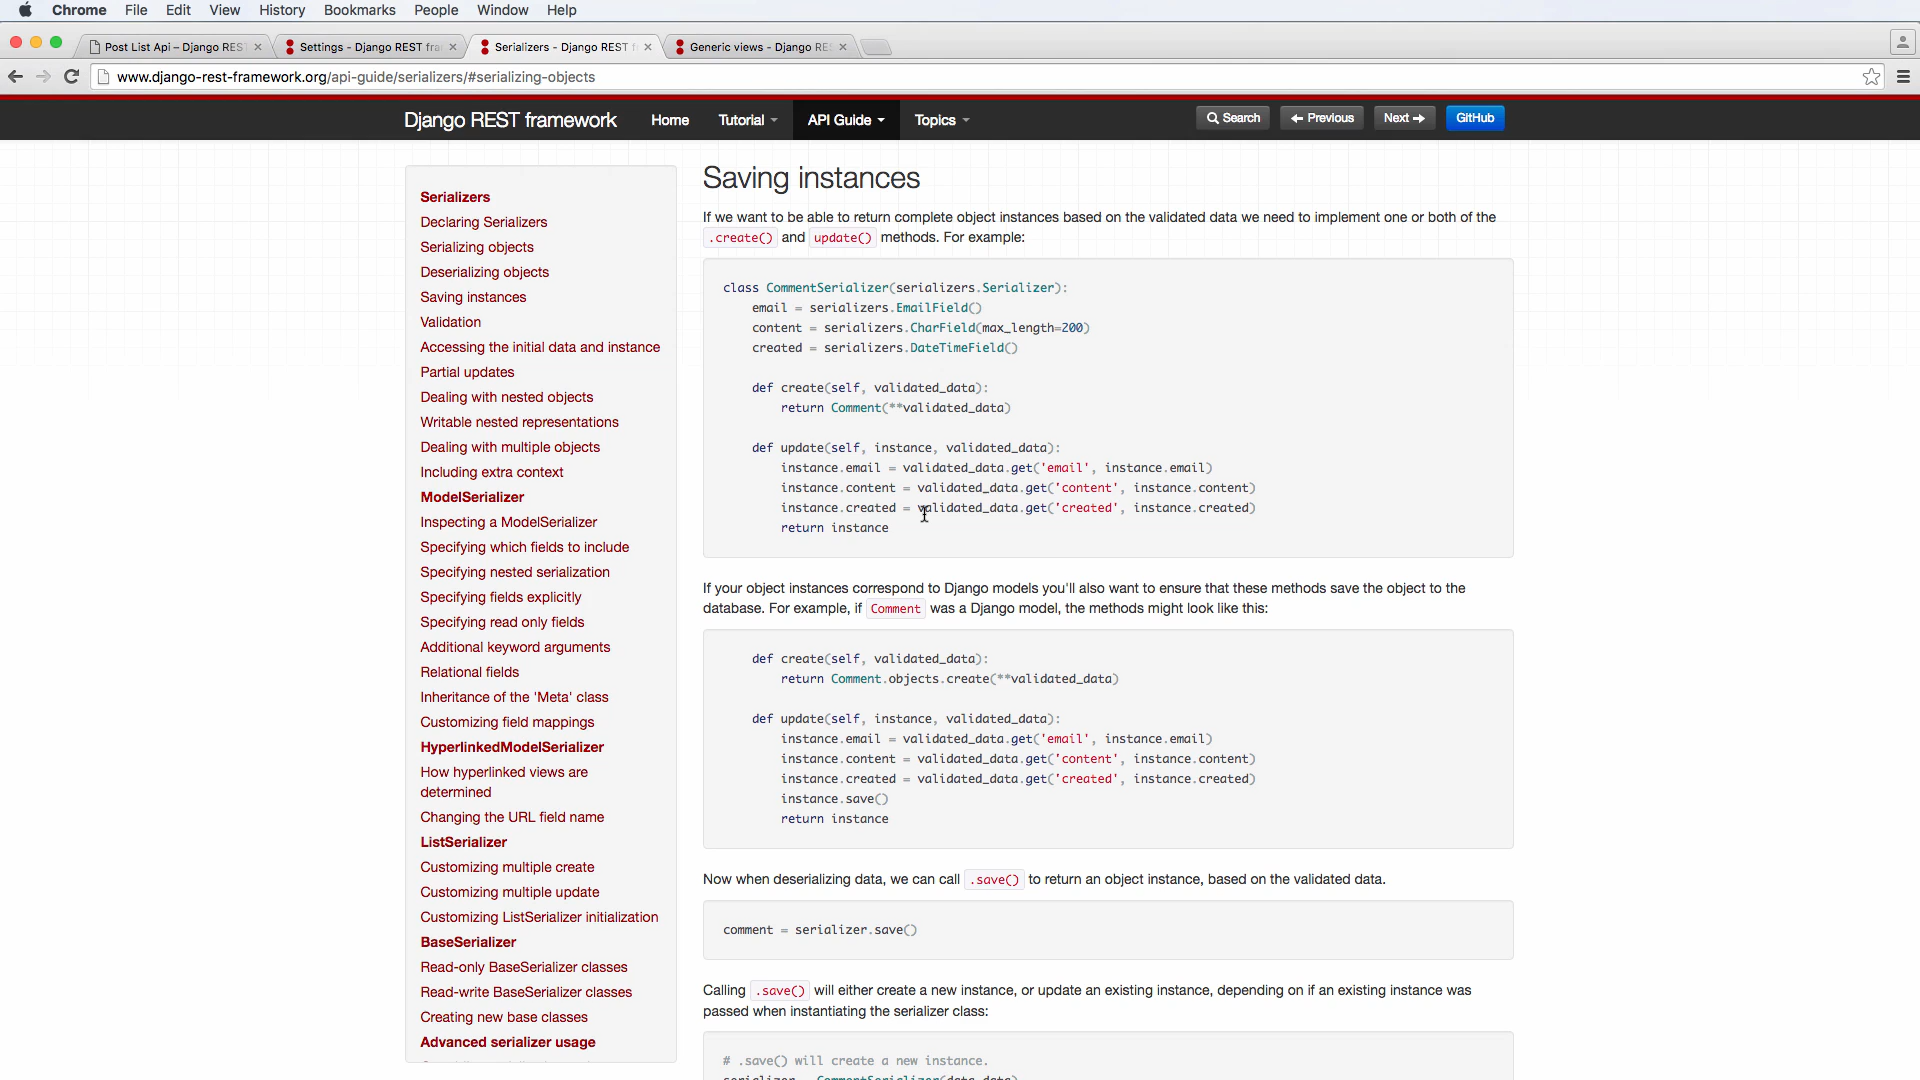 Chrome File Edit View History Bookmarks People Window Help
Post List Api – Django REST
Settings - Django REST fra
Serializers - Django REST f
Generic views - Django RES
www.django-rest-framework.org/api-guide/serializers/#serializing-objects
Django REST framework Home Tutorial API Guide Topics Search Previous Next GitHub
Serializers
Declaring Serializers
Serializing objects
Deserializing objects
Saving instances
Validation
Accessing the initial data and instance
Partial updates
Dealing with nested objects
Writable nested representations
Dealing with multiple objects
Including extra context
ModelSerializer
Inspecting a ModelSerializer
Specifying which fields to include
Specifying nested serialization
Specifying fields explicitly
Specifying read only fields
Additional keyword arguments
Relational fields
Inheritance of the 'Meta' class
Customizing field mappings
HyperlinkedModelSerializer
How hyperlinked views are
determined
Changing the URL field name
ListSerializer
Customizing multiple create
Customizing multiple update
Customizing ListSerializer initialization
BaseSerializer
Read-only BaseSerializer classes
Read-write BaseSerializer classes
Creating new base classes
Advanced serializer usage
Saving instances
If we want to be able to return complete object instances based on the validated data we need to implement one or both of the
.create() and update() methods. For example:
class CommentSerializer(serializers.Serializer):
email = serializers.EmailField()
content = serializers.CharField(max_length=200)
created = serializers.DateTimeField()
def create(self, validated_data):
return Comment(**validated_data)
def update(self, instance, validated_data):
instance.email = validated_data.get('email', instance.email)
instance.content = validated_data.get('content', instance.content)
instance.created = validated_data.get('created', instance.created)
return instance
If your object instances correspond to Django models you'll also want to ensure that these methods save the object to the
database. For example, if Comment was a Django model, the methods might look like this:
def create(self, validated_data):
return Comment.objects.create(**validated_data)
def update(self, instance, validated_data):
instance.email = validated_data.get('email', instance.email)
instance.content = validated_data.get('content', instance.content)
instance.created = validated_data.get('created', instance.created)
instance.save()
return instance
Now when deserializing data, we can call .save() to return an object instance, based on the validated data.
comment = serializer.save()
Calling .save() will either create a new instance, or update an existing instance, depending on if an existing instance was
passed when instantiating the serializer class:
# .save() will create a new instance.
serializer = CommentSerializer(data=data)